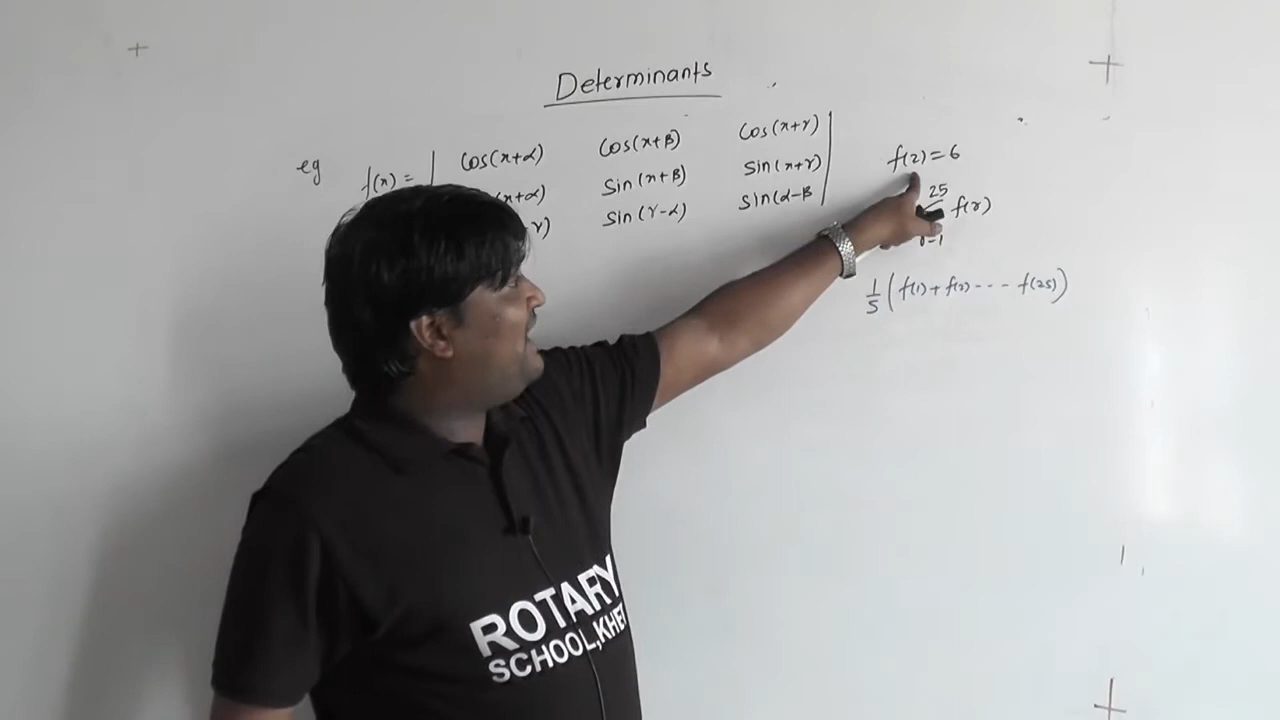 Determinants
eg f(x) = | cos(x+α) cos(x+β) cos(x+γ) |
(x+α) sin(x+β) sin(x+γ)
γ) sin(γ-α) sin(α-β
f(2) = 6
25
f(r)
1/5 (f(1) + f(2) --- f(25))
ROTARY
SCHOOL,KHE